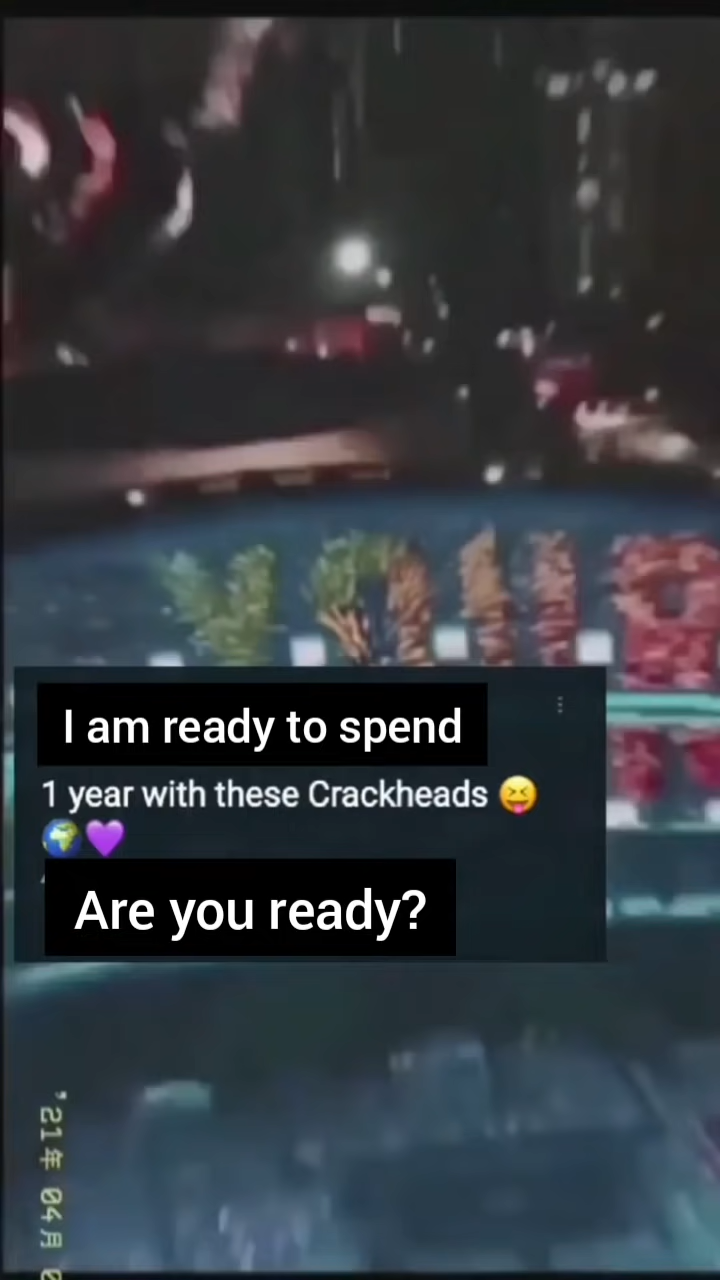 I am ready to spend
1 year with these Crackheads 😝
🌍💜
Are you ready?
'21年 04月